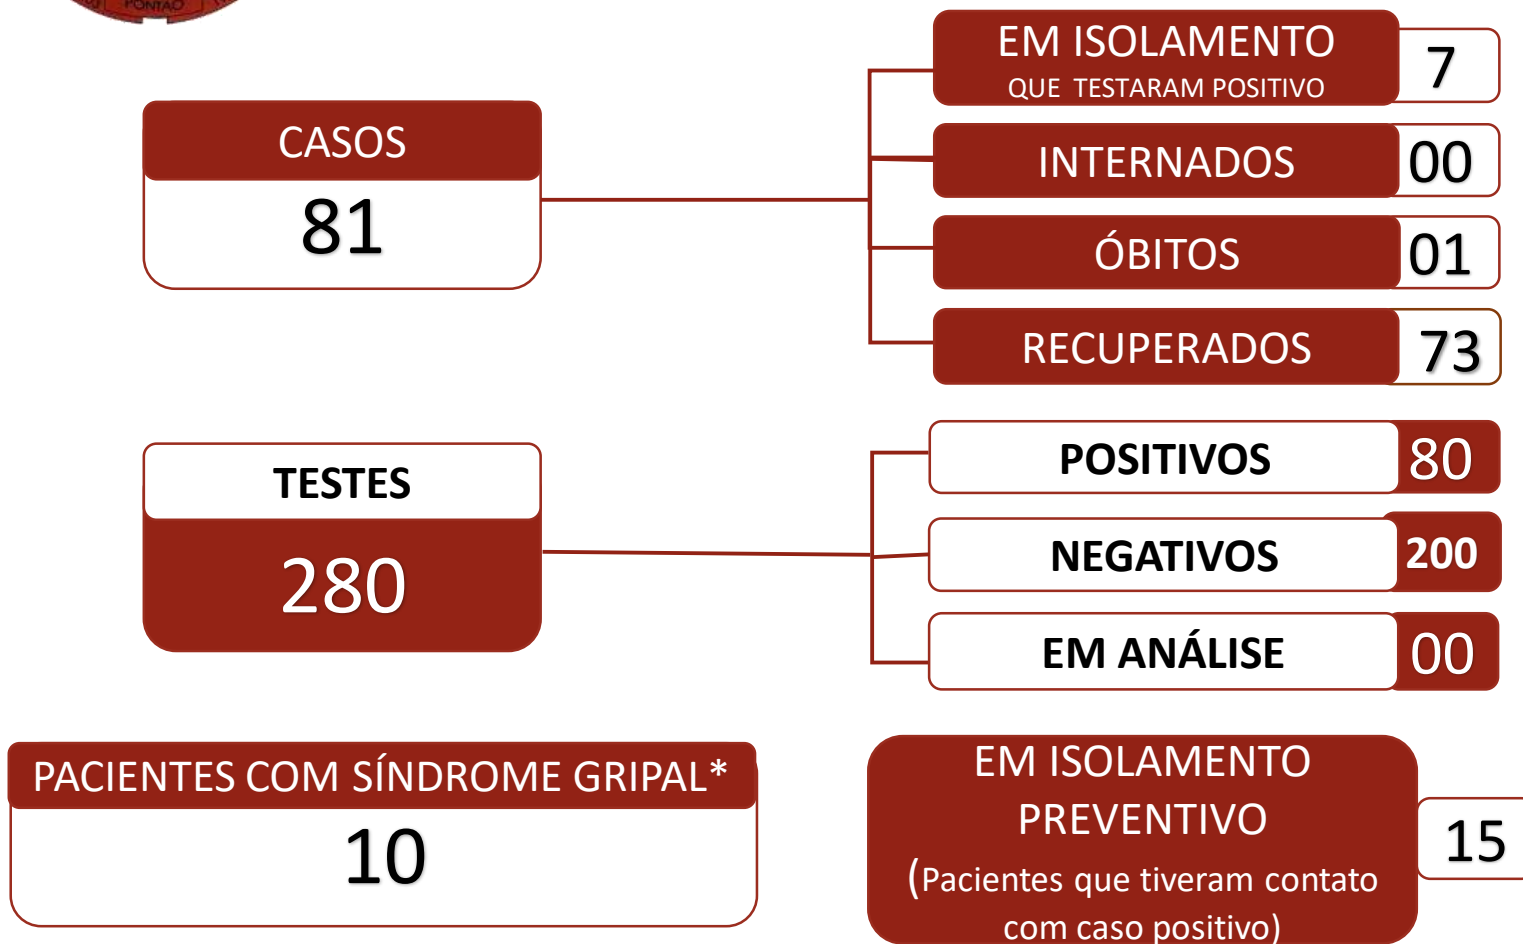 PONTÃO
CASOS
81
EM ISOLAMENTO
QUE TESTARAM POSITIVO
7
INTERNADOS
00
ÓBITOS
01
RECUPERADOS
73
TESTES
280
POSITIVOS
80
NEGATIVOS
200
EM ANÁLISE
00
PACIENTES COM SÍNDROME GRIPAL*
10
EM ISOLAMENTO
PREVENTIVO
(Pacientes que tiveram contato
com caso positivo)
15